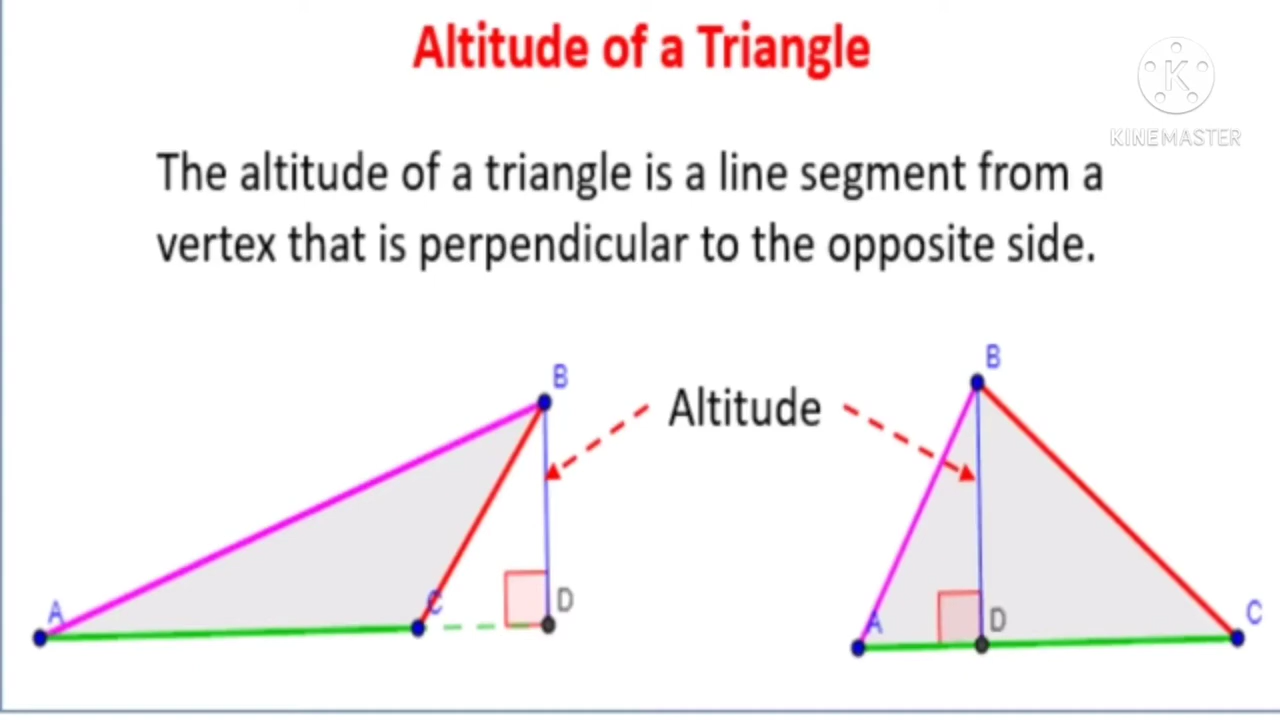 Altitude of a Triangle
K
KINEMASTER
The altitude of a triangle is a line segment from a
vertex that is perpendicular to the opposite side.
B
B
Altitude
A
C
D
A
D
C